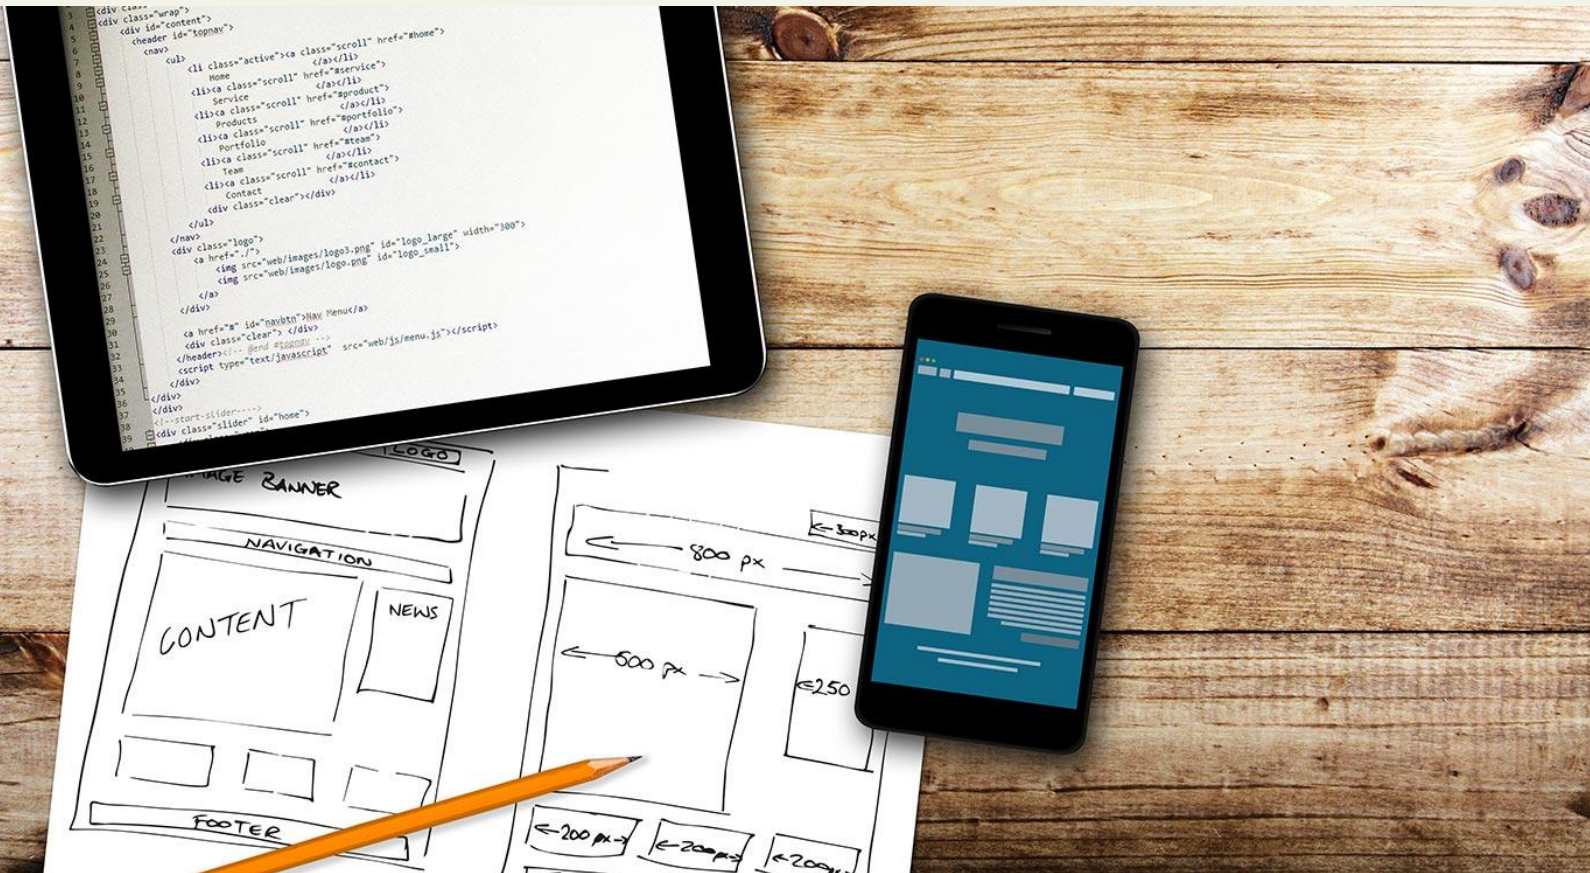 <div class="wrap">
<div id="content">
<header id="topnav">
<nav>
<ul>
<li class="active"><a class="scroll" href="#home">
Home </a></li>
<li><a class="scroll" href="#service">
Service </a></li>
<li><a class="scroll" href="#product">
Products </a></li>
<li><a class="scroll" href="#portfolio">
Portfolio </a></li>
<li><a class="scroll" href="#team">
Team </a></li>
<li><a class="scroll" href="#contact">
Contact </a></li>
<div class="clear"></div>
</ul>
</nav>
<div class="logo">
<a href="./">
<img src="web/images/logo3.png" id="logo_large" width="300">
<img src="web/images/logo.png" id="logo_small">
</a>
</div>
<a href="#" id="navbtn">Nav Menu</a>
<div class="clear"> </div>
</header><!-- @end #topnav -->
<script type="text/javascript" src="web/js/menu.js"></script>
</div>
</div>
</div>
<!--start-slider---->
<div class="slider" id="home">
LOGO
BANNER
NAVIGATION
CONTENT
NEWS
FOOTER
300px
800 px
600 px
250
200 px
200px
200